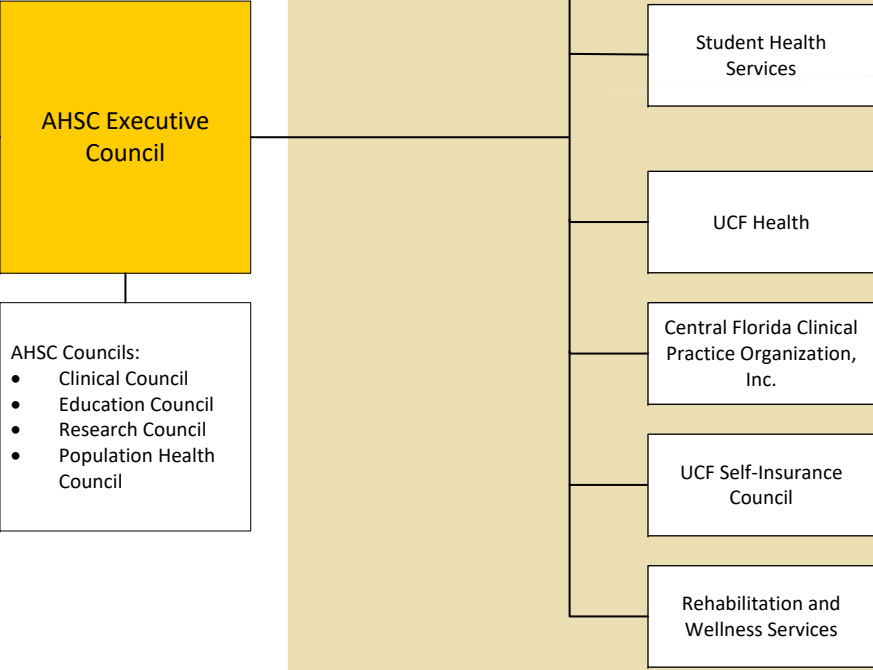 AHSC Executive
Council
AHSC Councils:
• Clinical Council
• Education Council
• Research Council
• Population Health
Council
Student Health
Services
UCF Health
Central Florida Clinical
Practice Organization,
Inc.
UCF Self-Insurance
Council
Rehabilitation and
Wellness Services